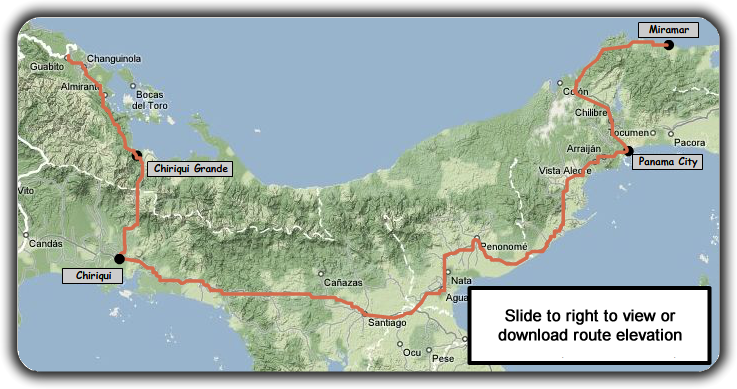 Miramar
Changuinola
Guabito
Almirant
Bocas
del Toro
Colón
Chilibre
Tocumen
Pacora
Arraiján
Panama City
Vista Alegre
Chiriqui Grande
Vito
Candás
Penonomé
Chiriqui
Cañazas
Nata
Agua
Santiago
Ocu
Pese
Slide to right to view or
download route elevation